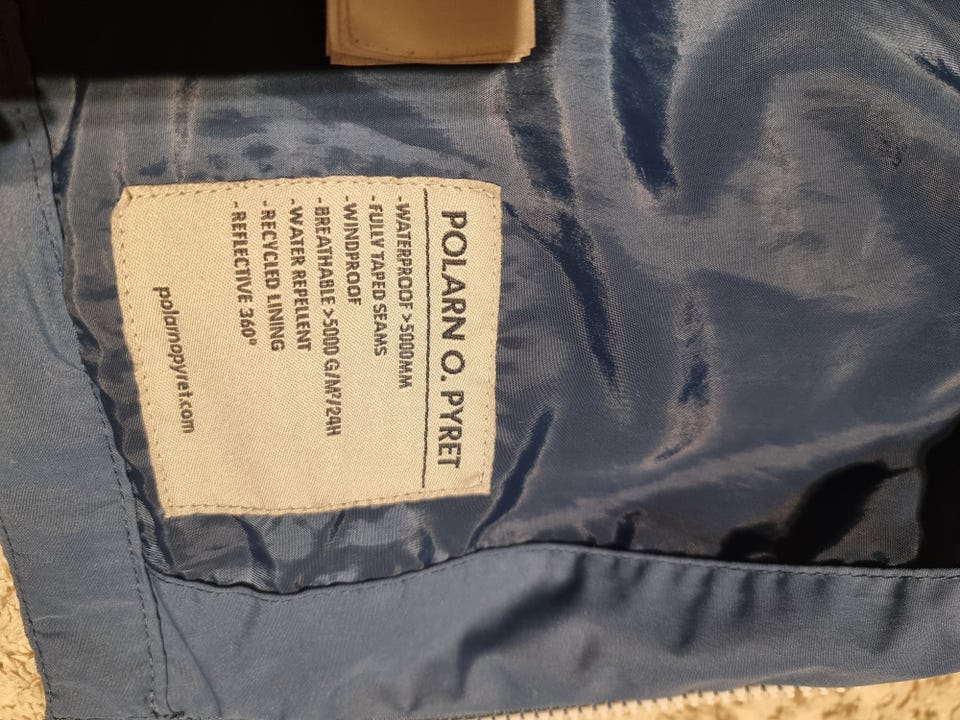 POLARN O. PYRET
-WATERPROOF >5000MM
-FULLY TAPED SEAMS
-WINDPROOF
-BREATHABLE >5000 G/M²/24H
-WATER REPELLENT
-RECYCLED LINING
-REFLECTIVE 360°
polarnopyret.com